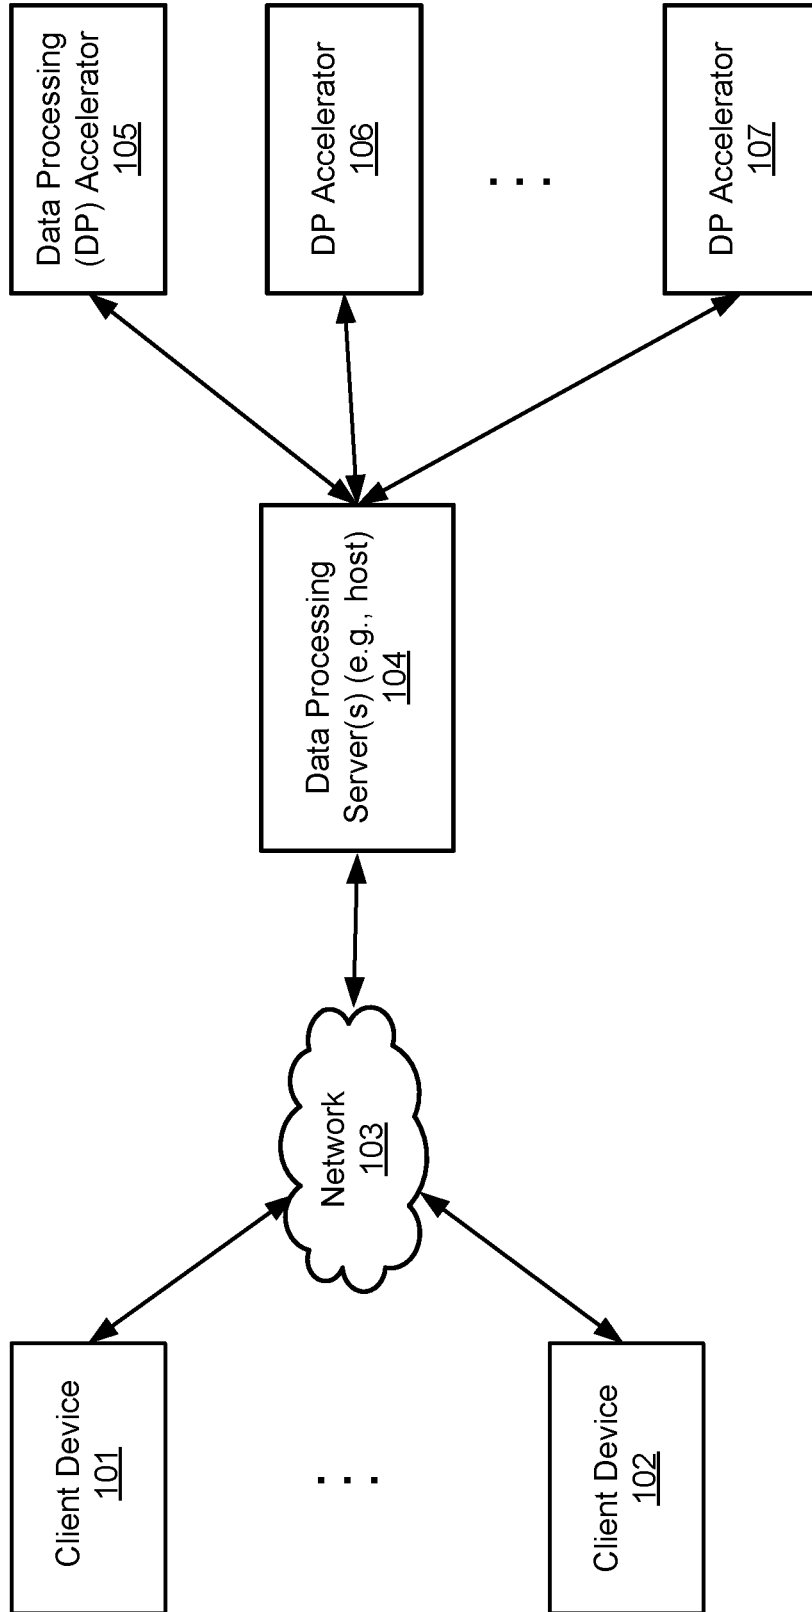 Client Device
101
...
Client Device
102
Network
103
Data Processing
Server(s) (e.g., host)
104
Data Processing
(DP) Accelerator
105
DP Accelerator
106
...
DP Accelerator
107